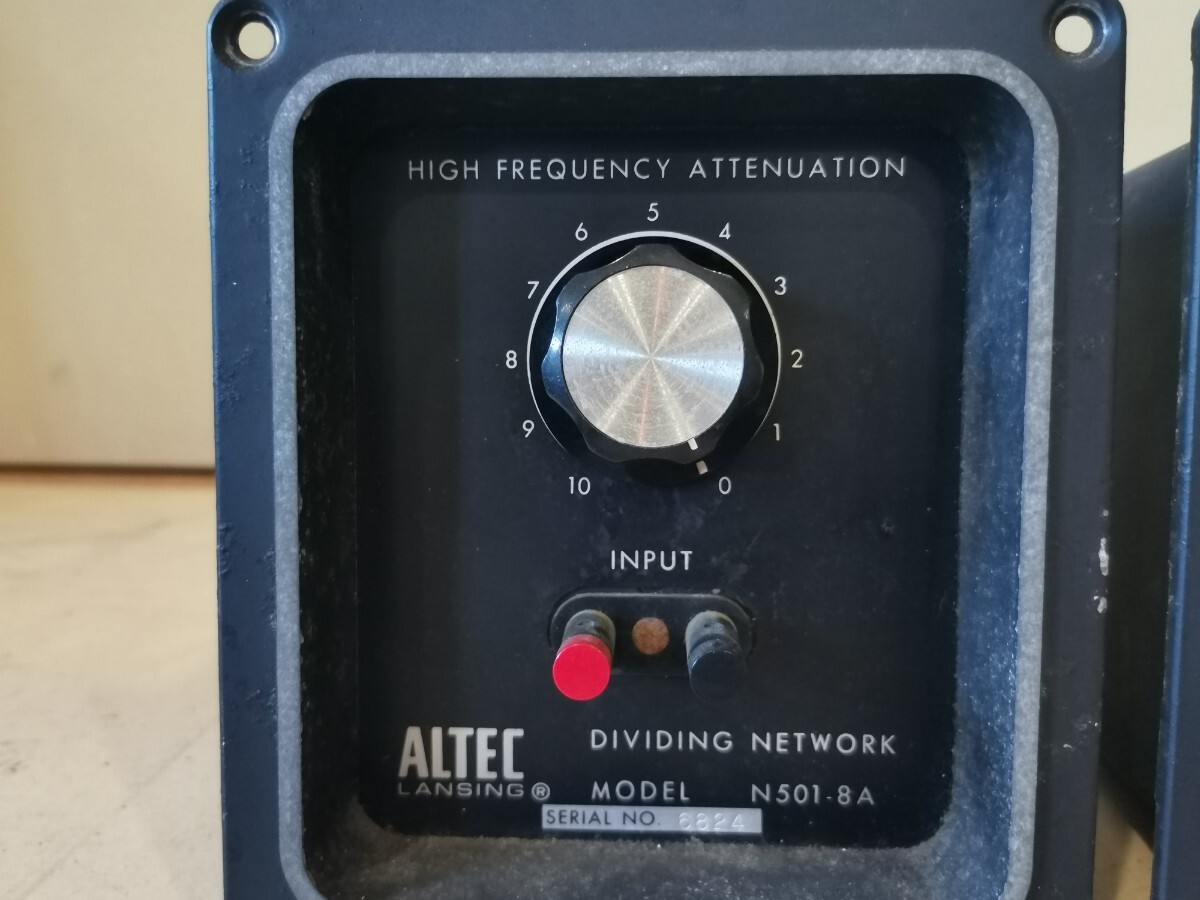 HIGH FREQUENCY ATTENUATION
5
6 4
7 3
8 2
9 1
10 0
INPUT
ALTEC DIVIDING NETWORK
LANSING® MODEL N501-8A
SERIAL NO. 6824